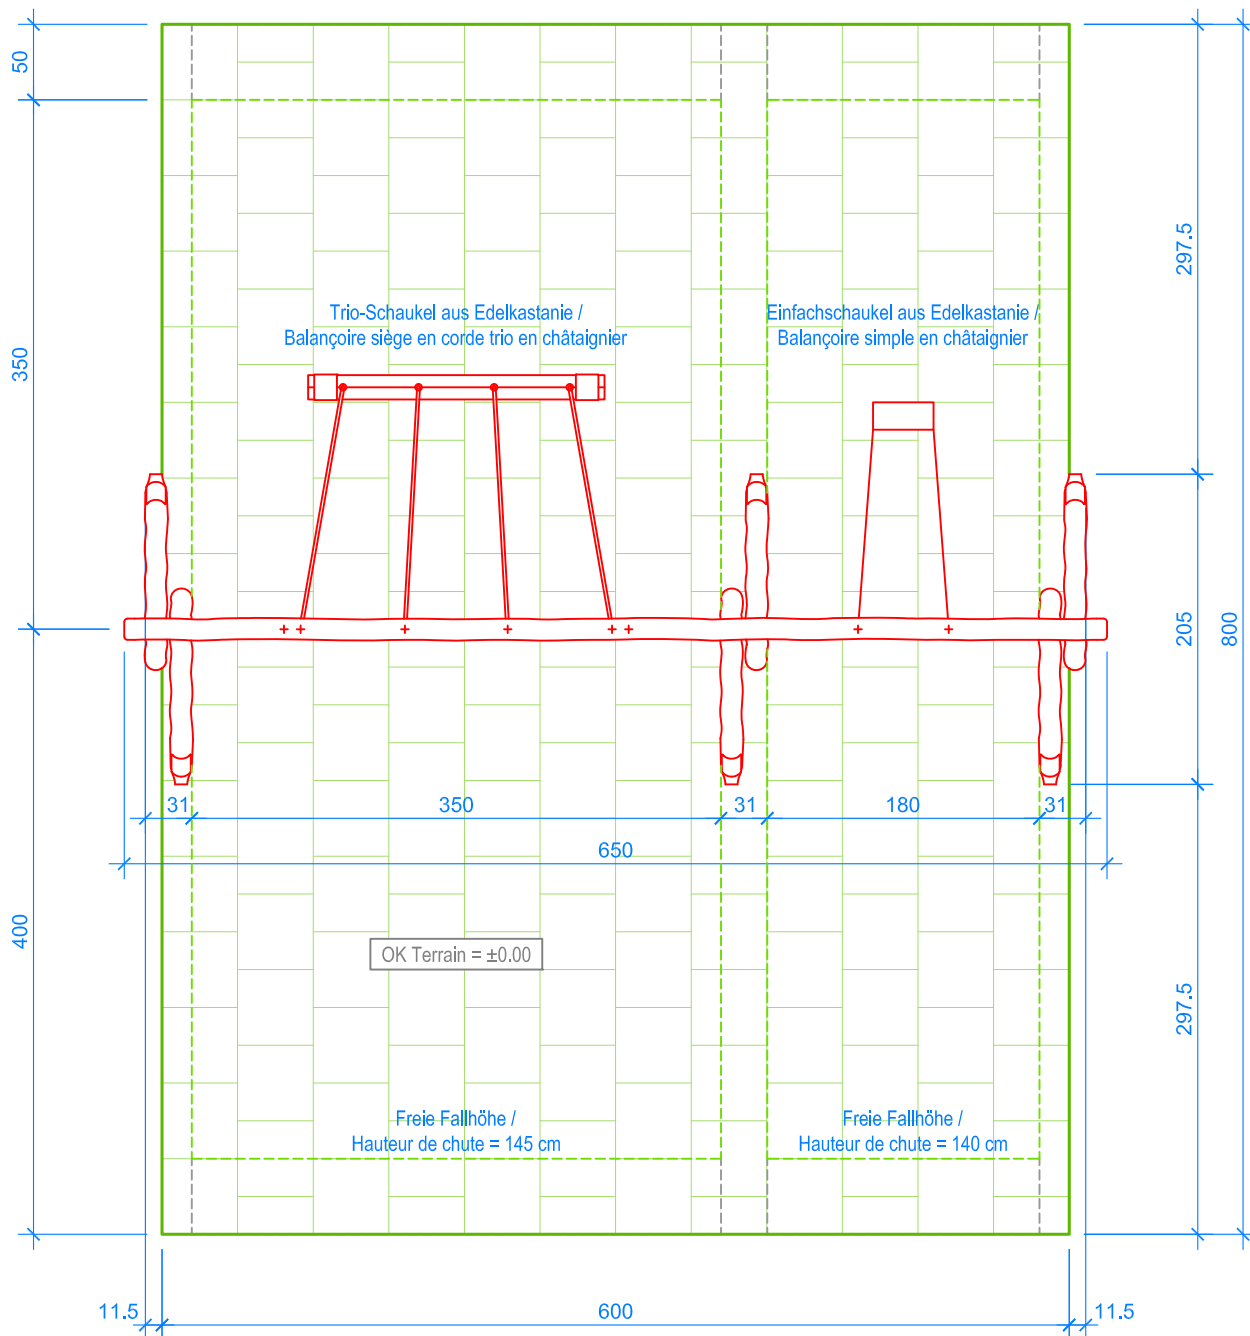 50
350
400
297.5
205
800
297.5
Trio-Schaukel aus Edelkastanie /
Balançoire siège en corde trio en châtaignier
Einfachschaukel aus Edelkastanie /
Balançoire simple en châtaignier
31
350
31
180
31
650
OK Terrain = ±0.00
Freie Fallhöhe /
Hauteur de chute = 145 cm
Freie Fallhöhe /
Hauteur de chute = 140 cm
11.5
600
11.5